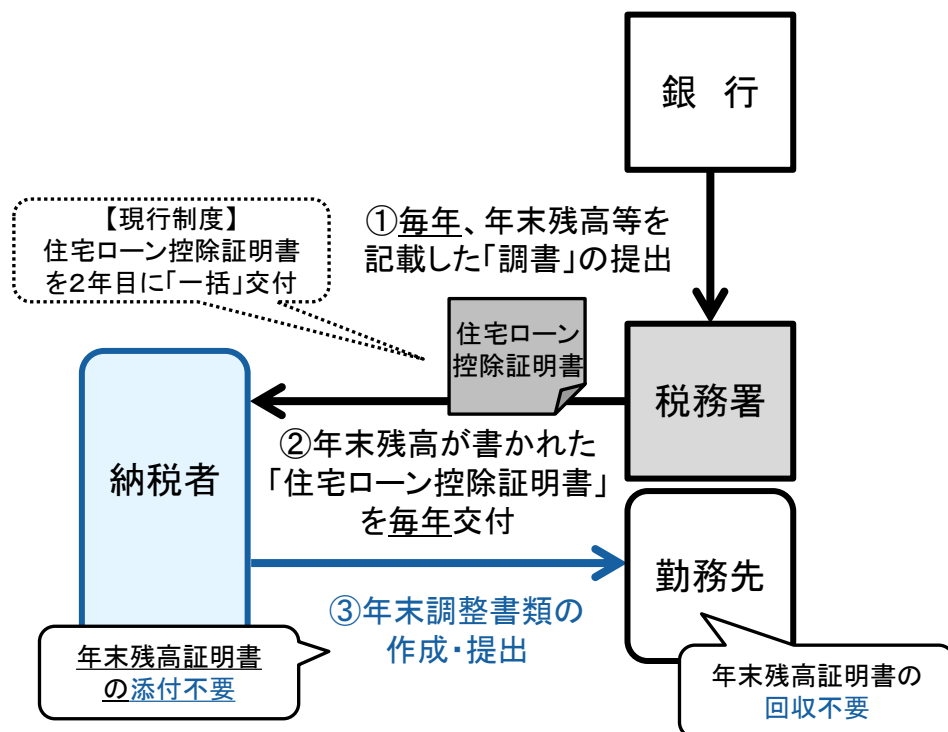 銀　行
【現行制度】
住宅ローン控除証明書
を2年目に「一括」交付
①毎年、年末残高等を
記載した「調書」の提出
住宅ローン
控除証明書
税務署
納税者
②年末残高が書かれた
「住宅ローン控除証明書」
を毎年交付
勤務先
③年末調整書類の
作成・提出
年末残高証明書
の添付不要
年末残高証明書の
回収不要